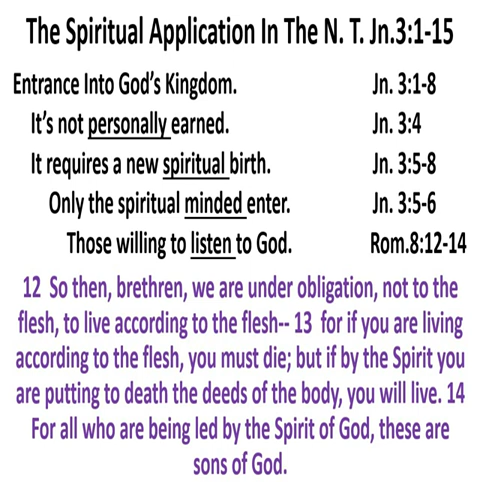 The Spiritual Application In The N. T. Jn.3:1-15
Entrance Into God's Kingdom. Jn. 3:1-8
It's not personally earned. Jn. 3:4
It requires a new spiritual birth. Jn. 3:5-8
Only the spiritual minded enter. Jn. 3:5-6
Those willing to listen to God. Rom.8:12-14
12 So then, brethren, we are under obligation, not to the
flesh, to live according to the flesh-- 13 for if you are living
according to the flesh, you must die; but if by the Spirit you
are putting to death the deeds of the body, you will live. 14
For all who are being led by the Spirit of God, these are
sons of God.